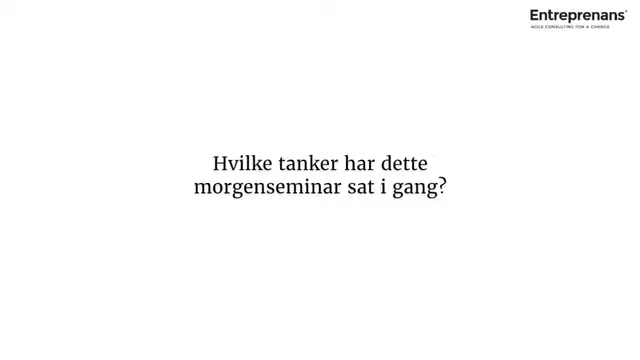 Entreprenans®
AGILE CONSULTING FOR A CHANGE
Hvilke tanker har dette
morgenseminar sat i gang?